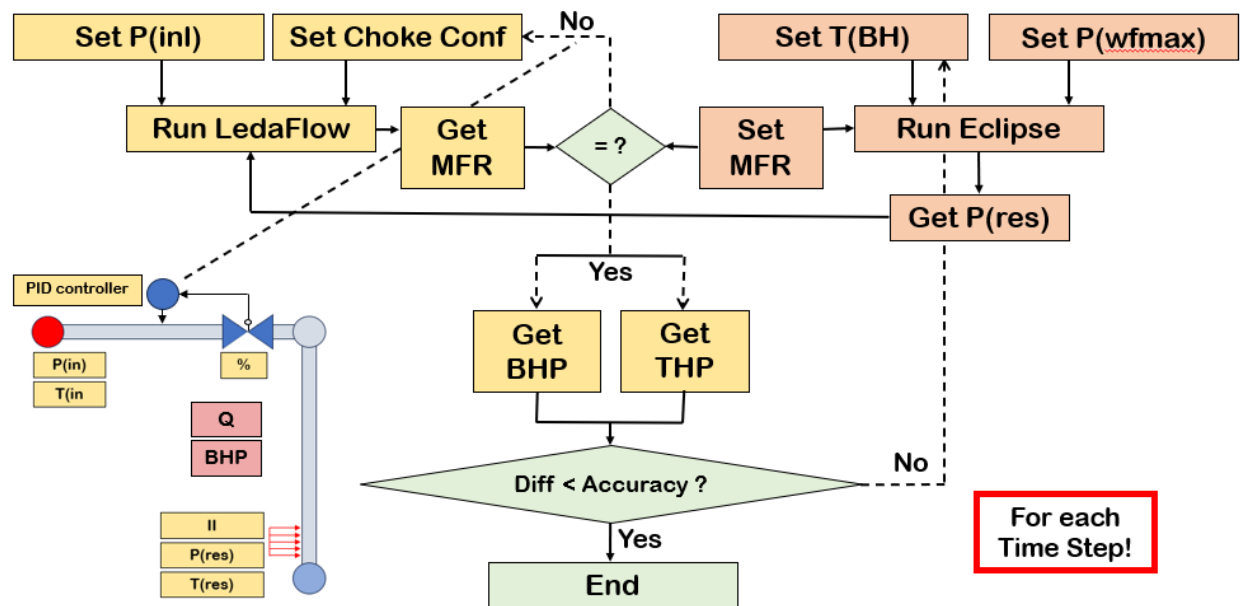 No
Set P(inl)
Set Choke Conf
Set T(BH)
Set P(wfmax)
Run LedaFlow
Get
MFR
= ?
Set
MFR
Run Eclipse
Get P(res)
Yes
PID controller
Get
BHP
Get
THP
P(in)
%
T(in
Q
BHP
No
Diff < Accuracy ?
For each
Time Step!
II
P(res)
T(res)
Yes
End